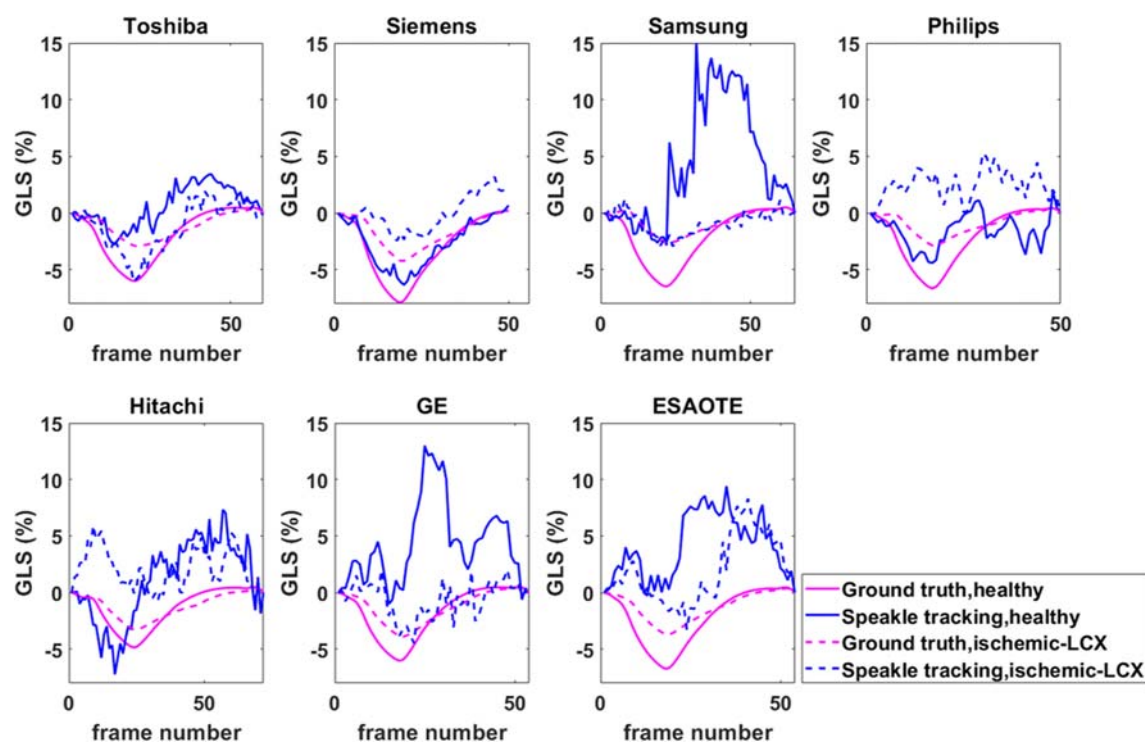 Toshiba
Siemens
Samsung
Philips
GLS (%)
15
10
5
0
-5
0
50
frame number
GLS (%)
15
10
5
0
-5
0
50
frame number
GLS (%)
15
10
5
0
-5
0
50
frame number
GLS (%)
15
10
5
0
-5
0
50
frame number
Hitachi
GE
ESAOTE
GLS (%)
15
10
5
0
-5
0
50
frame number
GLS (%)
15
10
5
0
-5
0
50
frame number
GLS (%)
15
10
5
0
-5
0
50
frame number
Ground truth,healthy
Speakle tracking,healthy
Ground truth,ischemic-LCX
Speakle tracking,ischemic-LCX